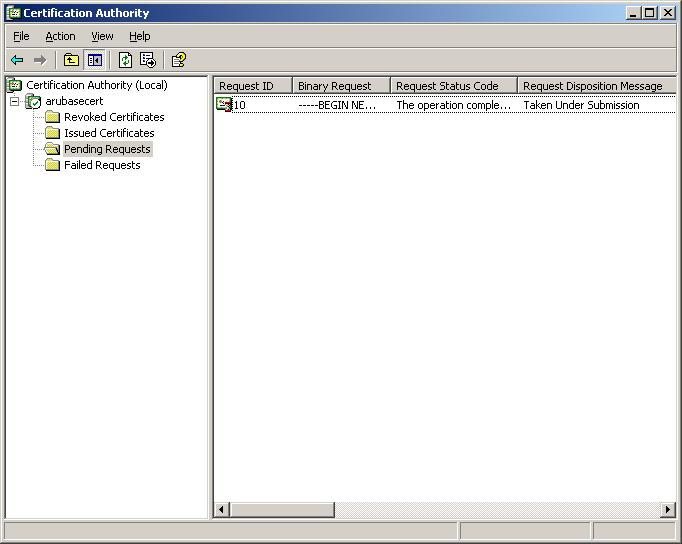 Certification Authority
File Action View Help
Certification Authority (Local)
arubasecert
Revoked Certificates
Issued Certificates
Pending Requests
Failed Requests
Request ID Binary Request Request Status Code Request Disposition Message
10 -----BEGIN NE... The operation comple... Taken Under Submission